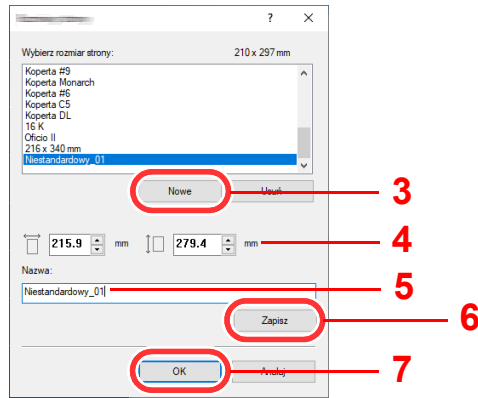 ?
Wybierz rozmiar strony: 210 x 297 mm
Koperta #9
Koperta Monarch
Koperta #6
Koperta C5
Koperta DL
16 K
Oficio II
216 x 340 mm
Niestandardowy_01
Nowe Usuń 3
215.9 mm 279.4 mm 4
Nazwa:
Niestandardowy_01 5
Zapisz 6
OK Anuluj 7